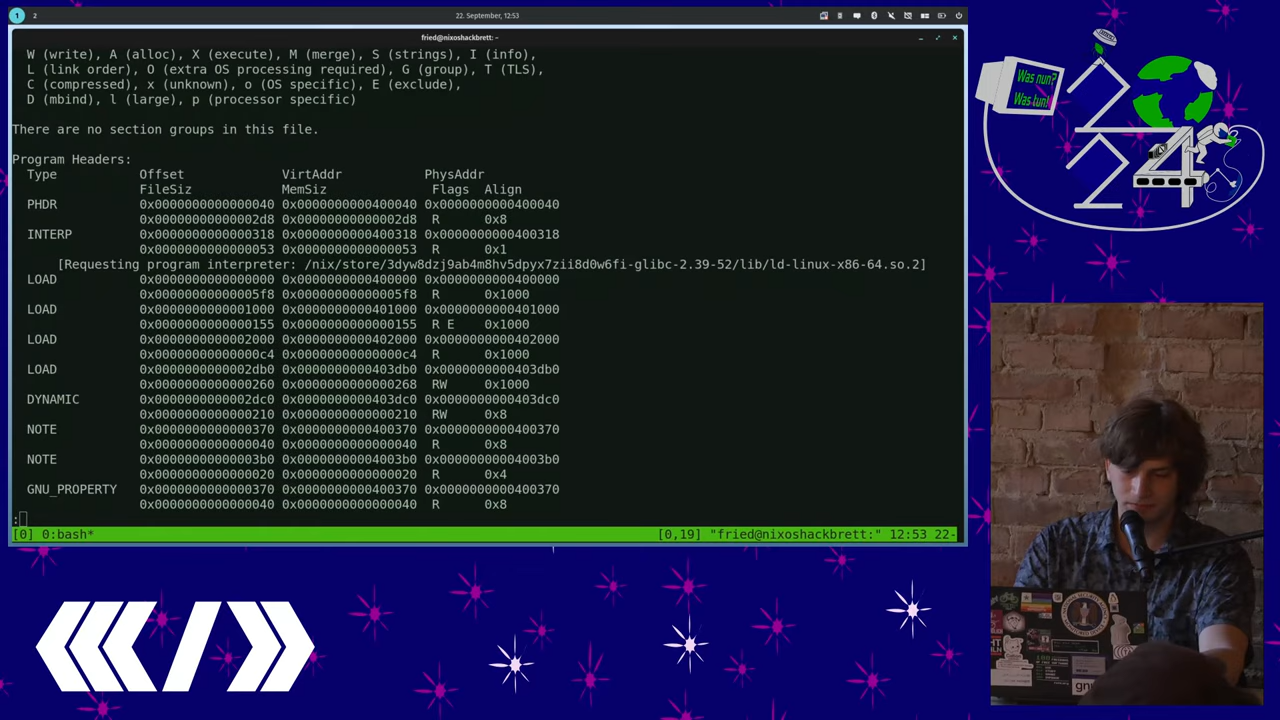 1 2 22. September, 12:53
fried@nixoshackbrett: ~
W (write), A (alloc), X (execute), M (merge), S (strings), I (info),
L (link order), O (extra OS processing required), G (group), T (TLS),
C (compressed), x (unknown), o (OS specific), E (exclude),
D (mbind), l (large), p (processor specific)
There are no section groups in this file.
Program Headers:
Type Offset VirtAddr PhysAddr
FileSiz MemSiz Flags Align
PHDR 0x0000000000000040 0x0000000000400040 0x0000000000400040
0x00000000000002d8 0x00000000000002d8 R 0x8
INTERP 0x0000000000000318 0x0000000000400318 0x0000000000400318
0x0000000000000053 0x0000000000000053 R 0x1
[Requesting program interpreter: /nix/store/3dyw8dzj9ab4m8hv5dpyx7zii8d0w6fi-glibc-2.39-52/lib/ld-linux-x86-64.so.2]
LOAD 0x0000000000000000 0x0000000000400000 0x0000000000400000
0x00000000000005f8 0x00000000000005f8 R 0x1000
LOAD 0x0000000000001000 0x0000000000401000 0x0000000000401000
0x0000000000000155 0x0000000000000155 R E 0x1000
LOAD 0x0000000000002000 0x0000000000402000 0x0000000000402000
0x00000000000000c4 0x00000000000000c4 R 0x1000
LOAD 0x0000000000002db0 0x0000000000403db0 0x0000000000403db0
0x0000000000000260 0x0000000000000268 RW 0x1000
DYNAMIC 0x0000000000002dc0 0x0000000000403dc0 0x0000000000403dc0
0x0000000000000210 0x0000000000000210 RW 0x8
NOTE 0x0000000000000370 0x0000000000400370 0x0000000000400370
0x0000000000000040 0x0000000000000040 R 0x8
NOTE 0x00000000000003b0 0x00000000004003b0 0x00000000004003b0
0x0000000000000020 0x0000000000000020 R 0x4
GNU_PROPERTY 0x0000000000000370 0x0000000000400370 0x0000000000400370
0x0000000000000040 0x0000000000000040 R 0x8
:
[0] 0:bash* [0,19] "fried@nixoshackbrett:" 12:53 22-
Was nun?
Was tun!
2 2
24
gnu